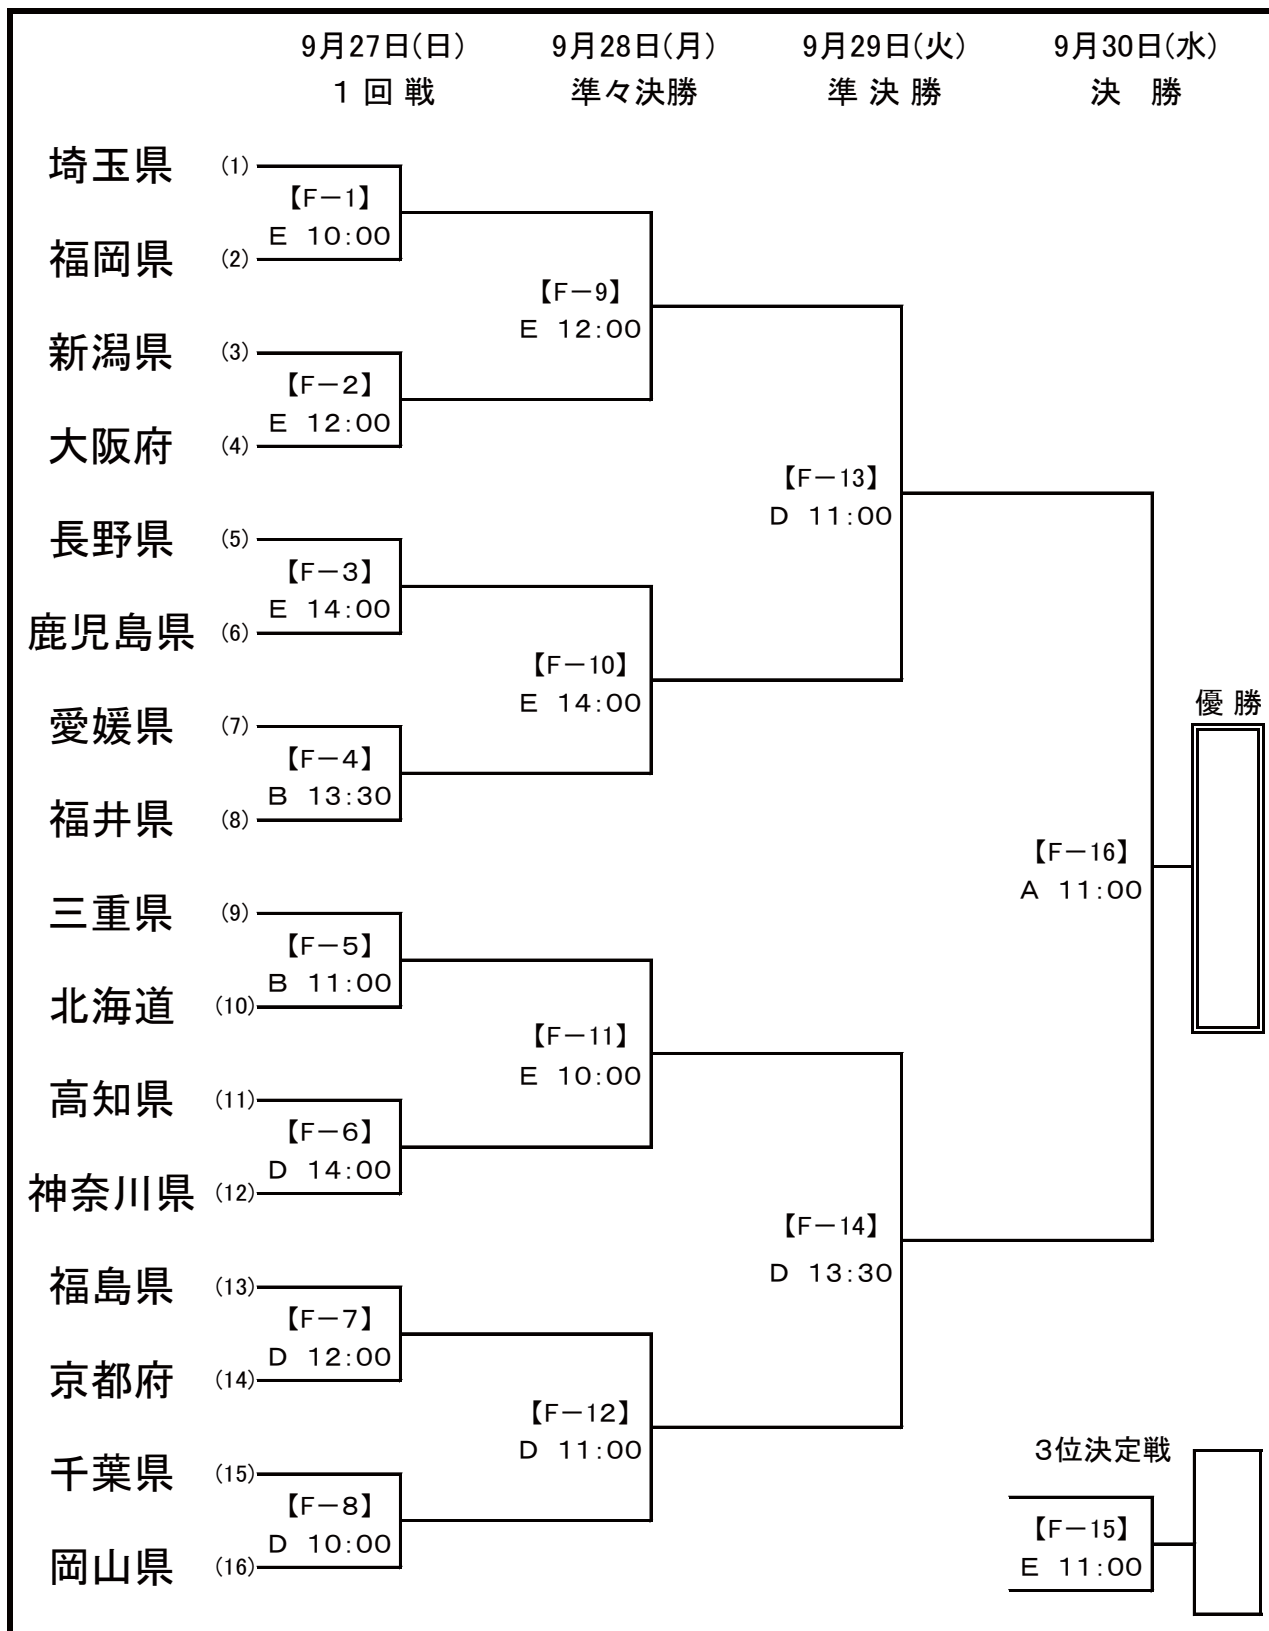 9月27日(日) 9月28日(月) 9月29日(火) 9月30日(水)
１回戦 準々決勝 準決勝 決　勝
埼玉県 (1)
【F－1】
E 10:00
福岡県 (2)
【F－9】
E 12:00
新潟県 (3)
【F－2】
E 12:00
大阪府 (4)
【F－13】
D 11:00
長野県 (5)
【F－3】
E 14:00
鹿児島県 (6)
【F－10】
E 14:00
優勝
愛媛県 (7)
【F－4】
B 13:30
福井県 (8)
【F－16】
A 11:00
三重県 (9)
【F－5】
B 11:00
北海道 (10)
【F－11】
E 10:00
高知県 (11)
【F－6】
D 14:00
神奈川県 (12)
【F－14】
D 13:30
福島県 (13)
【F－7】
D 12:00
京都府 (14)
【F－12】
D 11:00
3位決定戦
千葉県 (15)
【F－8】
D 10:00
【F－15】
E 11:00
岡山県 (16)